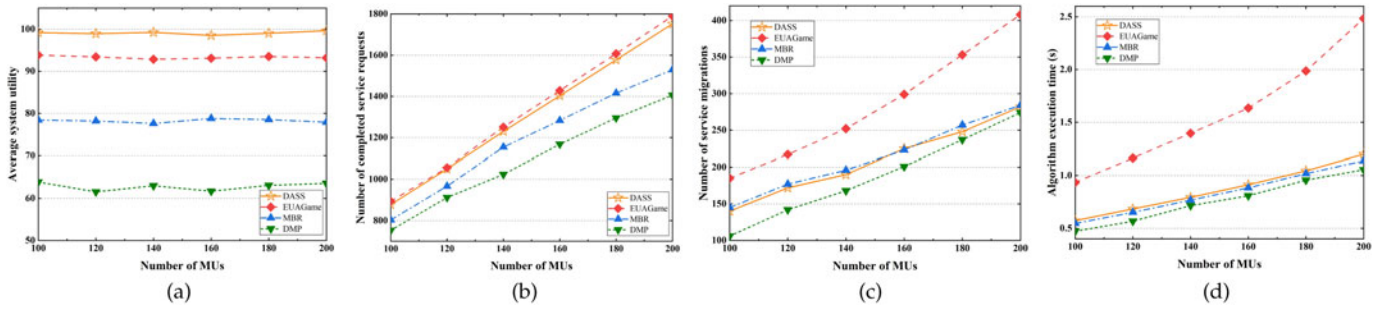 Average system utility
100
90
80
70
60
50
100 120 140 160 180 200
Number of MUs
DASS
EUAGame
MBR
DMP
(a)
Number of completed service requests
1800
1600
1400
1200
1000
800
100 120 140 160 180 200
Number of MUs
DASS
EUAGame
MBR
DMP
(b)
Number of service migrations
400
350
300
250
200
150
100
100 120 140 160 180 200
Number of MUs
DASS
EUAGame
MBR
DMP
(c)
Algorithm execution time (s)
2.5
2.0
1.5
1.0
0.5
100 120 140 160 180 200
Number of MUs
DASS
EUAGame
MBR
DMP
(d)